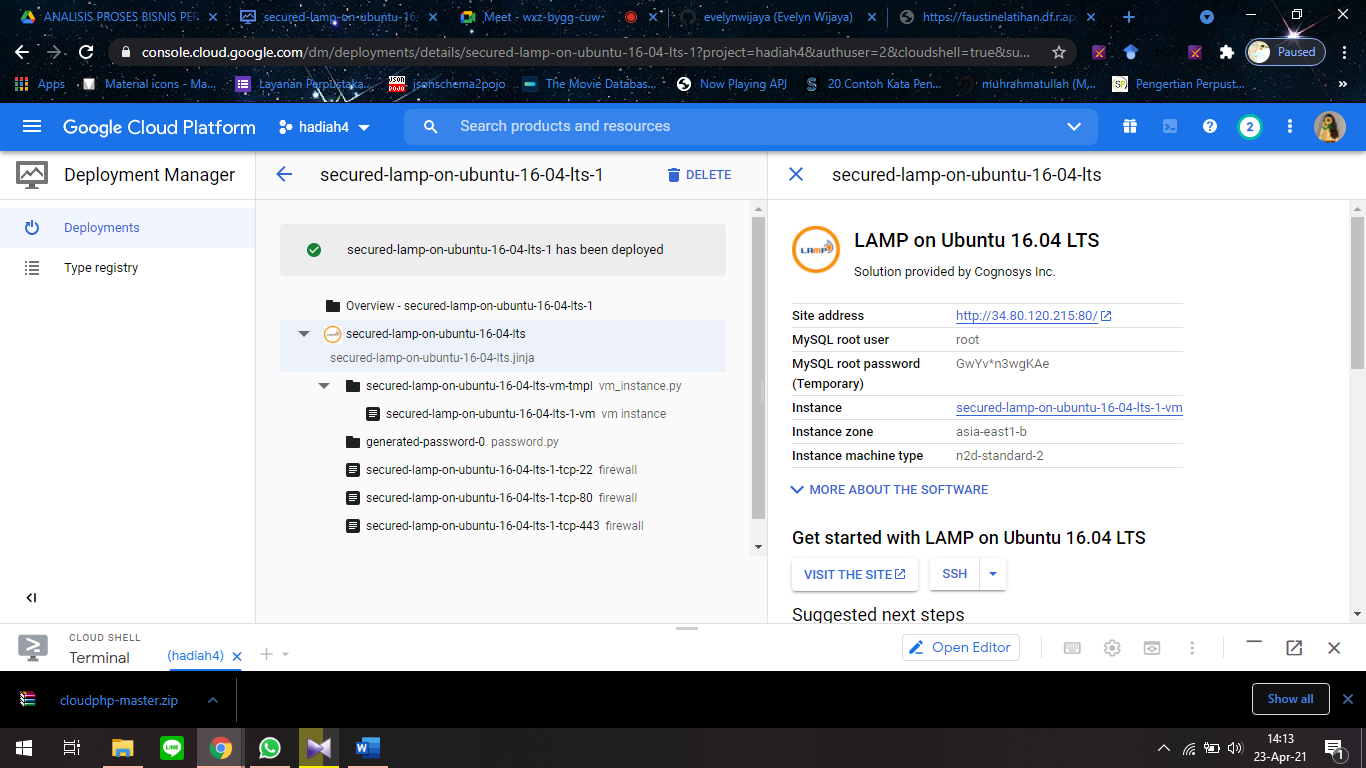 ANALISIS PROSES BISNIS PER
secured-lamp-on-ubuntu-16
Meet - wxz-bygg-cuw
evelynwijaya (Evelyn Wijaya)
https://faustinelatihan.df.r.ap
console.cloud.google.com/dm/deployments/details/secured-lamp-on-ubuntu-16-04-lts-1?project=hadiah4&authuser=2&cloudshell=true&su...
Paused
Apps
Material icons - Ma...
Layanan Perpustaka...
jsonschema2pojo
The Movie Databas...
Now Playing API
20 Contoh Kata Pen...
muhrahmatullah (M...
Pengertian Perpust...
»
Google Cloud Platform
hadiah4
Search products and resources
2
Deployment Manager
secured-lamp-on-ubuntu-16-04-lts-1
DELETE
secured-lamp-on-ubuntu-16-04-lts
Deployments
Type registry
secured-lamp-on-ubuntu-16-04-lts-1 has been deployed
Overview - secured-lamp-on-ubuntu-16-04-lts-1
secured-lamp-on-ubuntu-16-04-lts
secured-lamp-on-ubuntu-16-04-lts.jinja
secured-lamp-on-ubuntu-16-04-lts-vm-tmpl vm_instance.py
secured-lamp-on-ubuntu-16-04-lts-1-vm vm instance
generated-password-0 password.py
secured-lamp-on-ubuntu-16-04-lts-1-tcp-22 firewall
secured-lamp-on-ubuntu-16-04-lts-1-tcp-80 firewall
secured-lamp-on-ubuntu-16-04-lts-1-tcp-443 firewall
LAMP
LAMP on Ubuntu 16.04 LTS
Solution provided by Cognosys Inc.
Site address http://34.80.120.215:80/
MySQL root user root
MySQL root password GwYv*n3wgKAe
(Temporary)
Instance secured-lamp-on-ubuntu-16-04-lts-1-vm
Instance zone asia-east1-b
Instance machine type n2d-standard-2
MORE ABOUT THE SOFTWARE
Get started with LAMP on Ubuntu 16.04 LTS
VISIT THE SITE
SSH
Suggested next steps
CLOUD SHELL
Terminal
(hadiah4)
Open Editor
cloudphp-master.zip
Show all
14:13
23-Apr-21
1